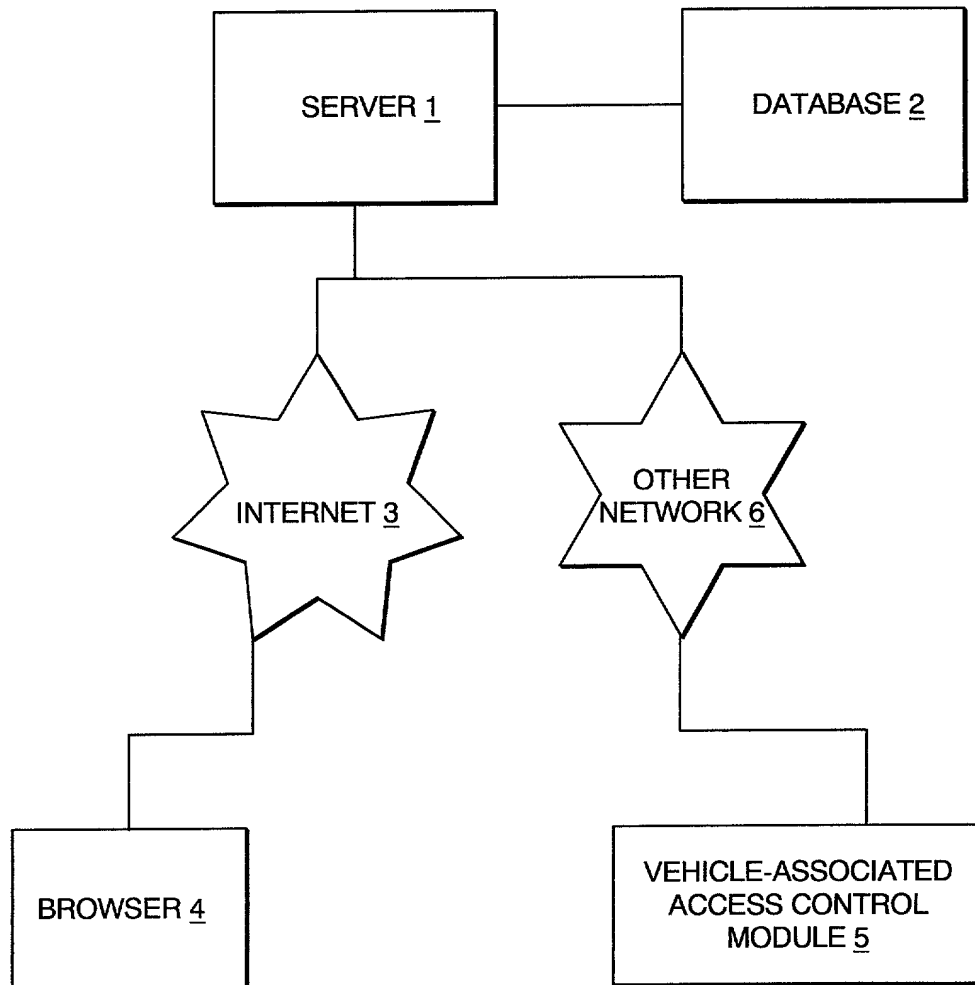 SERVER 1
DATABASE 2
INTERNET 3
OTHER
NETWORK 6
BROWSER 4
VEHICLE-ASSOCIATED
ACCESS CONTROL
MODULE 5